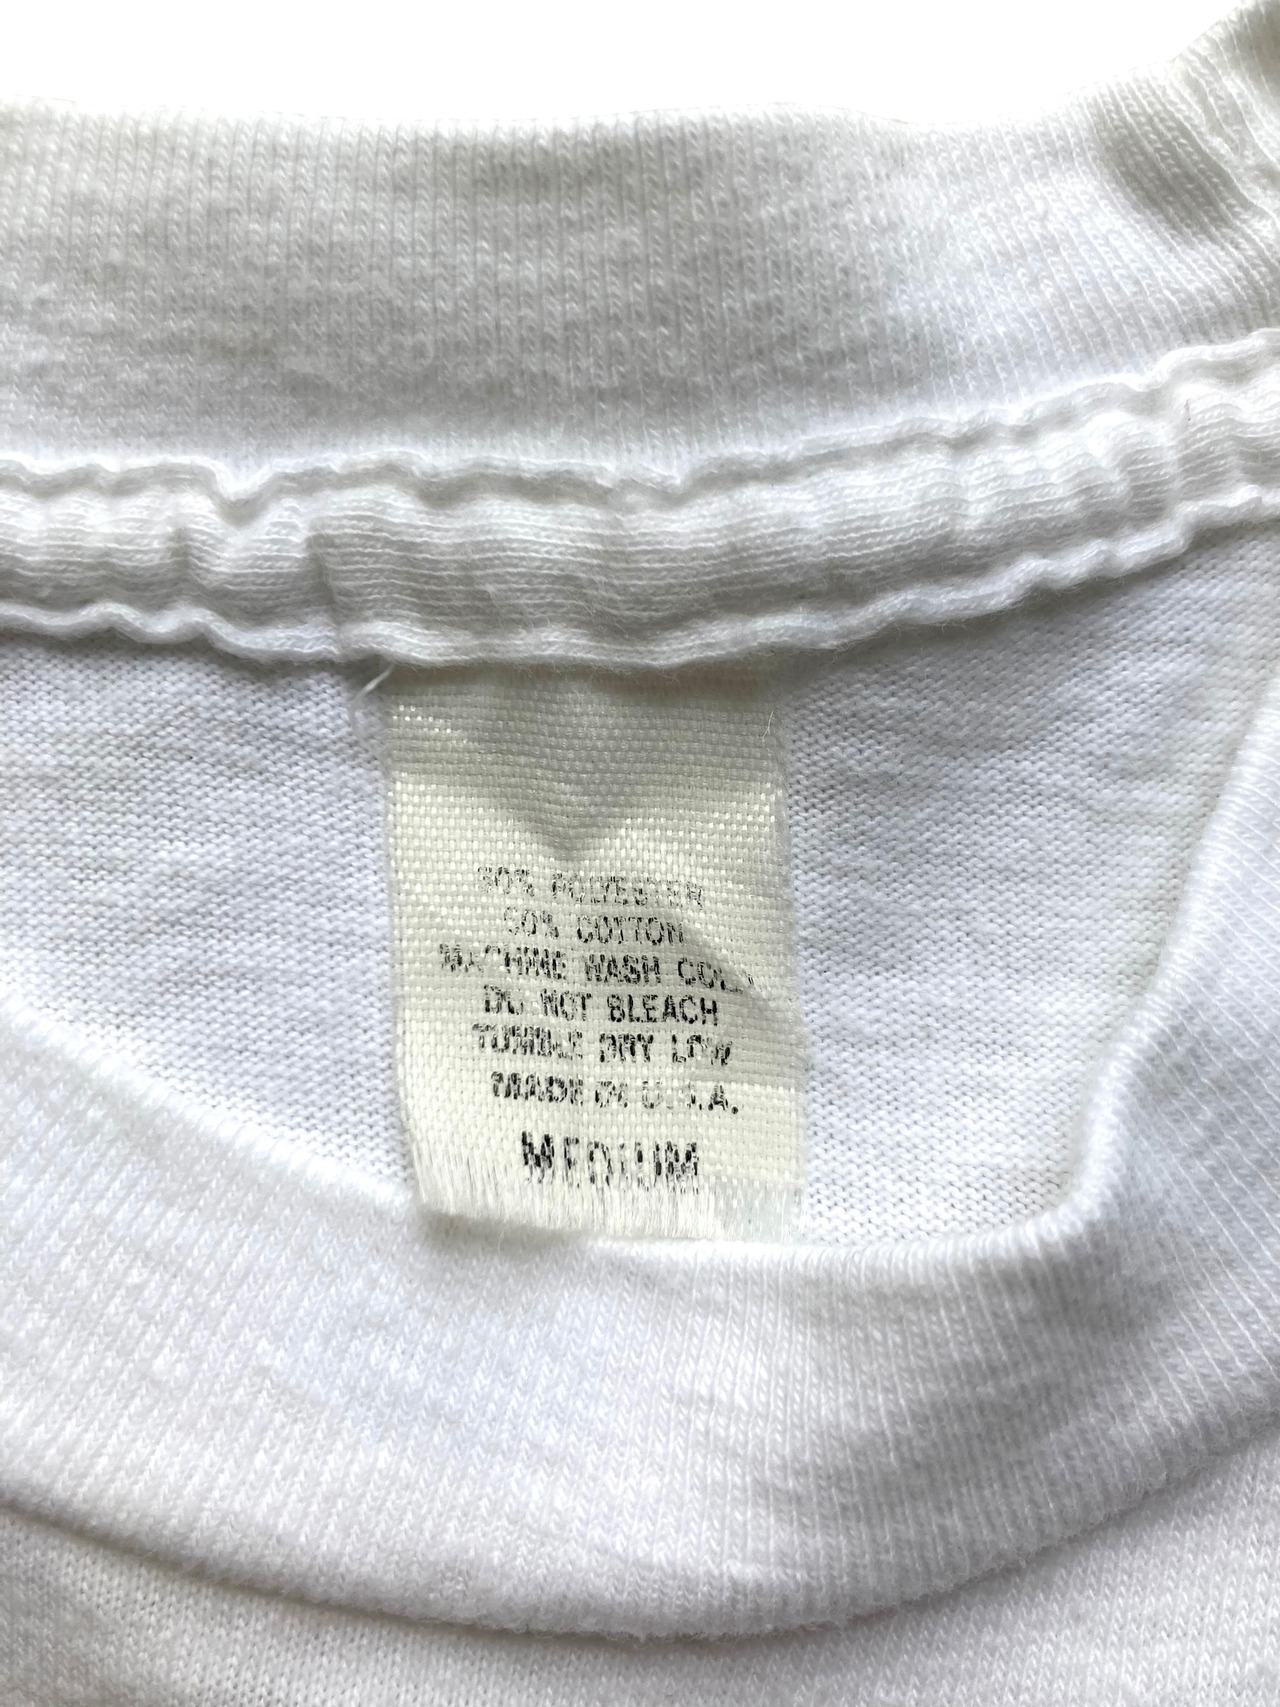 50% POLYESTER
50% COTTON
MACHINE WASH COLD
DO NOT BLEACH
TUMBLE DRY LOW
MADE IN U.S.A.
MEDIUM